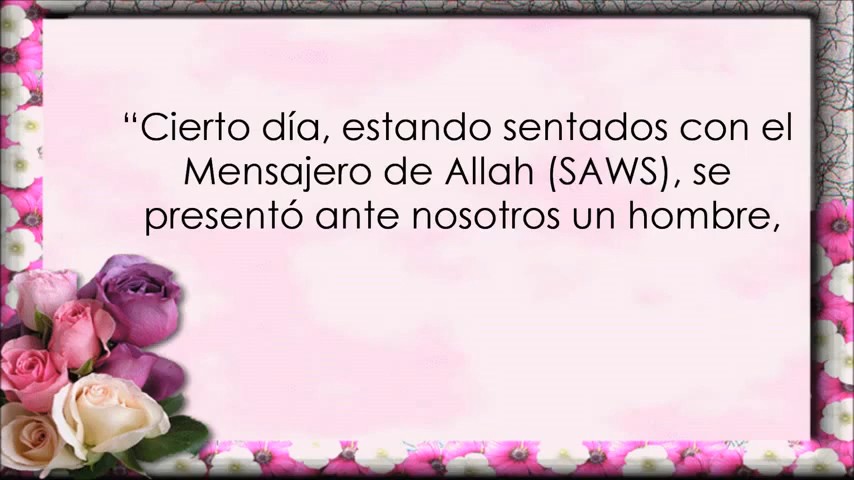 “Cierto día, estando sentados con el
Mensajero de Allah (SAWS), se
presentó ante nosotros un hombre,